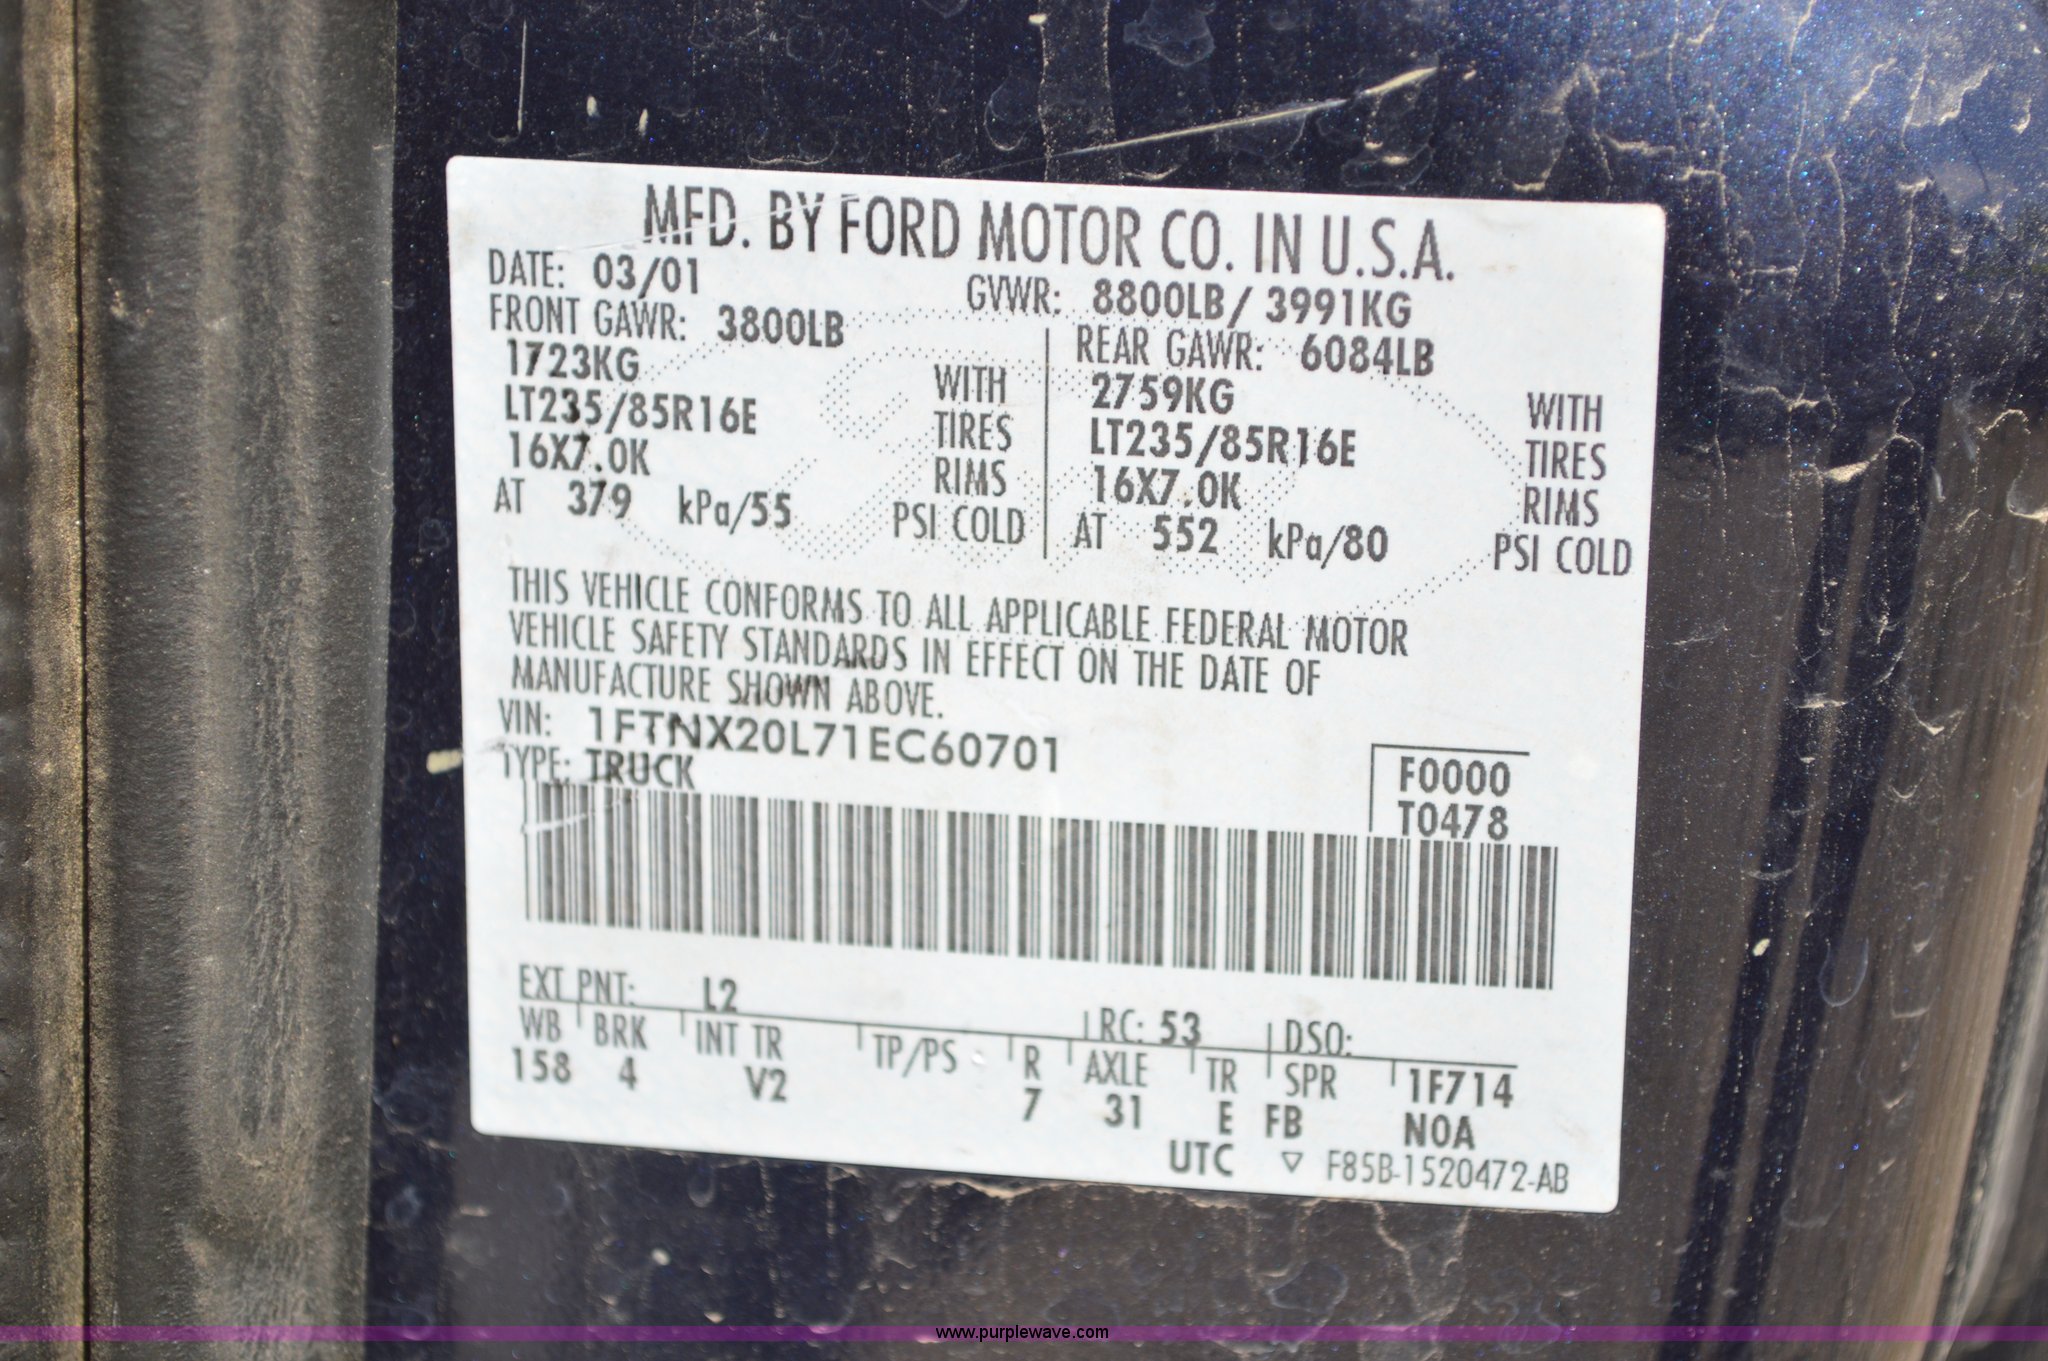 MFD. BY FORD MOTOR CO. IN U.S.A.
DATE: 03/01 GVWR: 8800LB/ 3991KG
FRONT GAWR: 3800LB REAR GAWR: 6084LB
1723KG WITH 2759KG WITH
LT235/85R16E TIRES LT235/85R16E TIRES
16X7.0K RIMS 16X7.0K RIMS
AT 379 kPa/55 PSI COLD AT 552 kPa/80 PSI COLD
THIS VEHICLE CONFORMS TO ALL APPLICABLE FEDERAL MOTOR
VEHICLE SAFETY STANDARDS IN EFFECT ON THE DATE OF
MANUFACTURE SHOWN ABOVE.
VIN: 1FTNX20L71EC60701
TYPE: TRUCK
F0000
T0478
EXT PNT: L2 RC: 53 DSO:
WB BRK INT TR TP/PS R AXLE TR SPR 1F714
158 4 V2 7 31 E FB N0A
UTC ▽ F85B-1520472-AB
www.purplewave.com